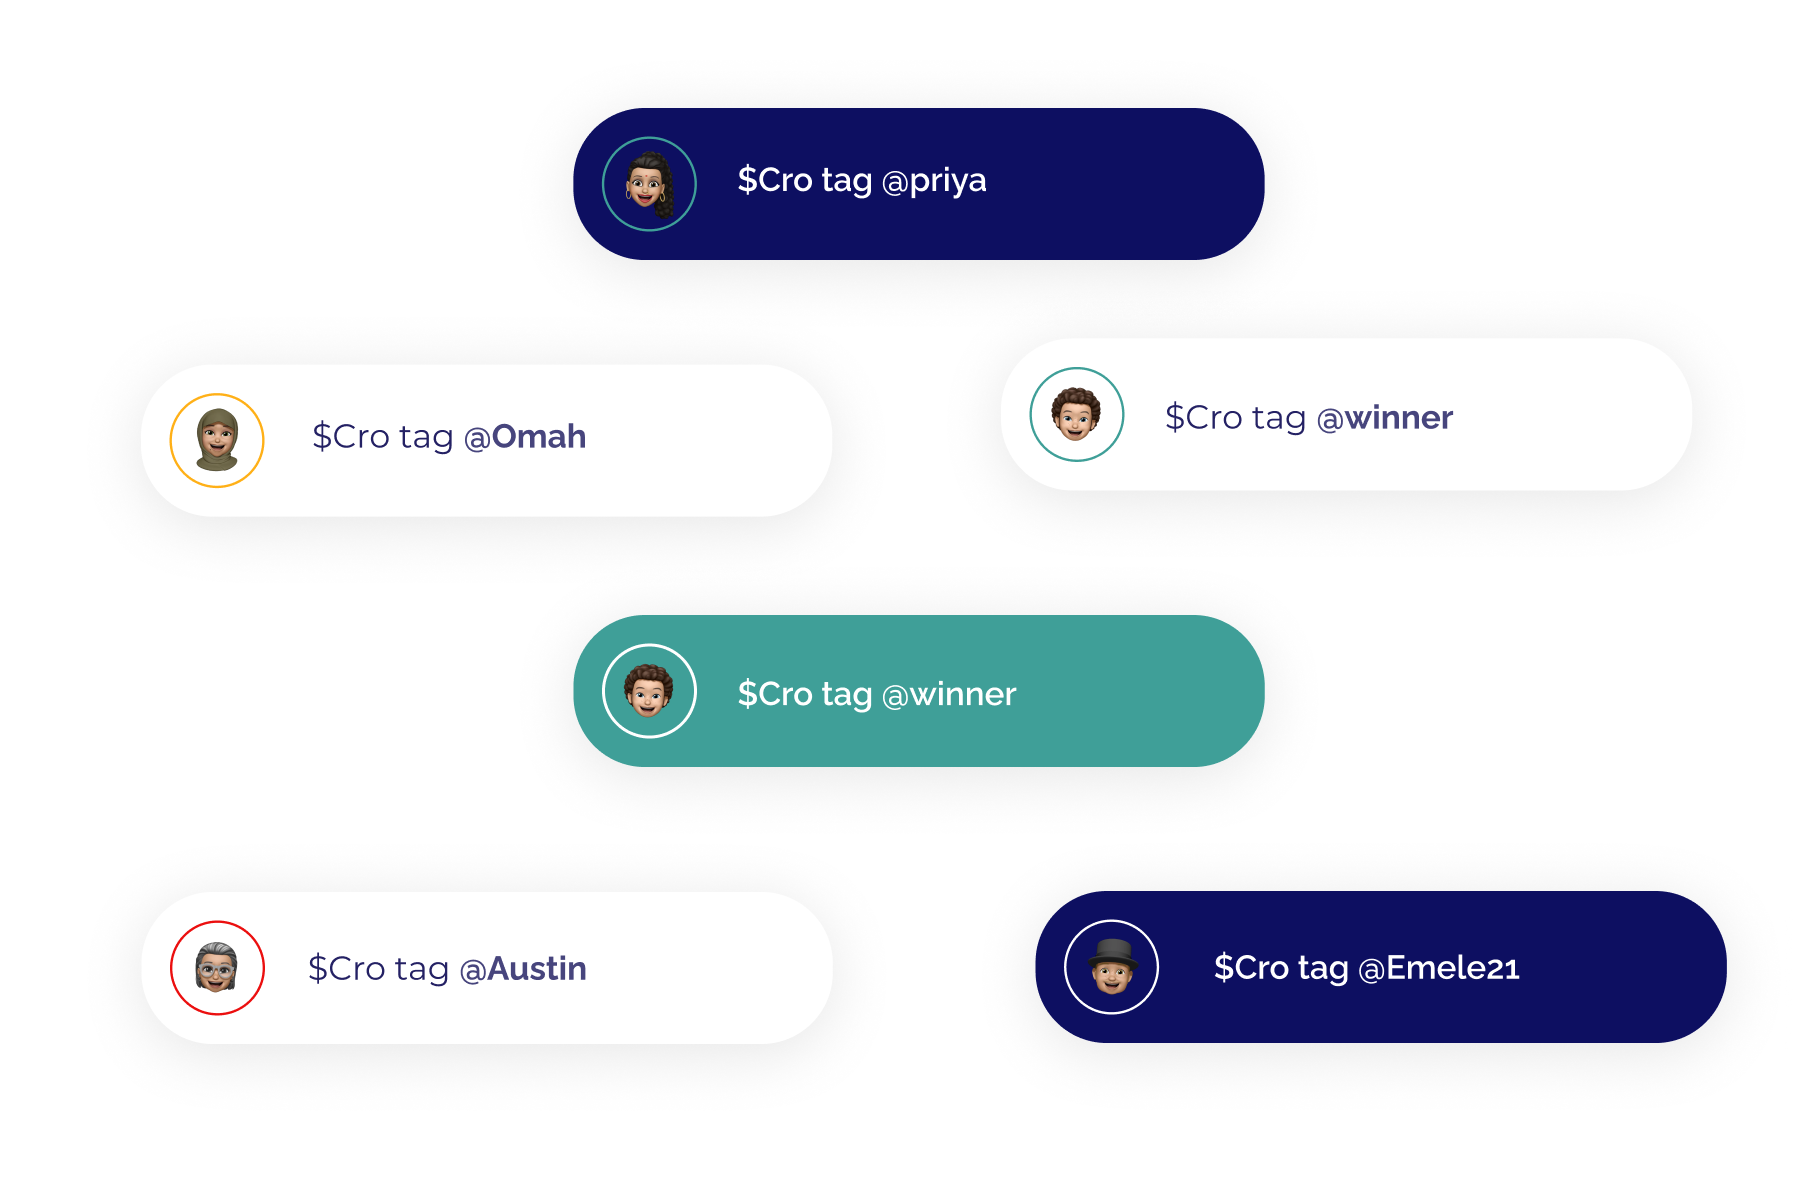 $Cro tag @priya
$Cro tag @Omah
$Cro tag @winner
$Cro tag @winner
$Cro tag @Austin
$Cro tag @Emele21